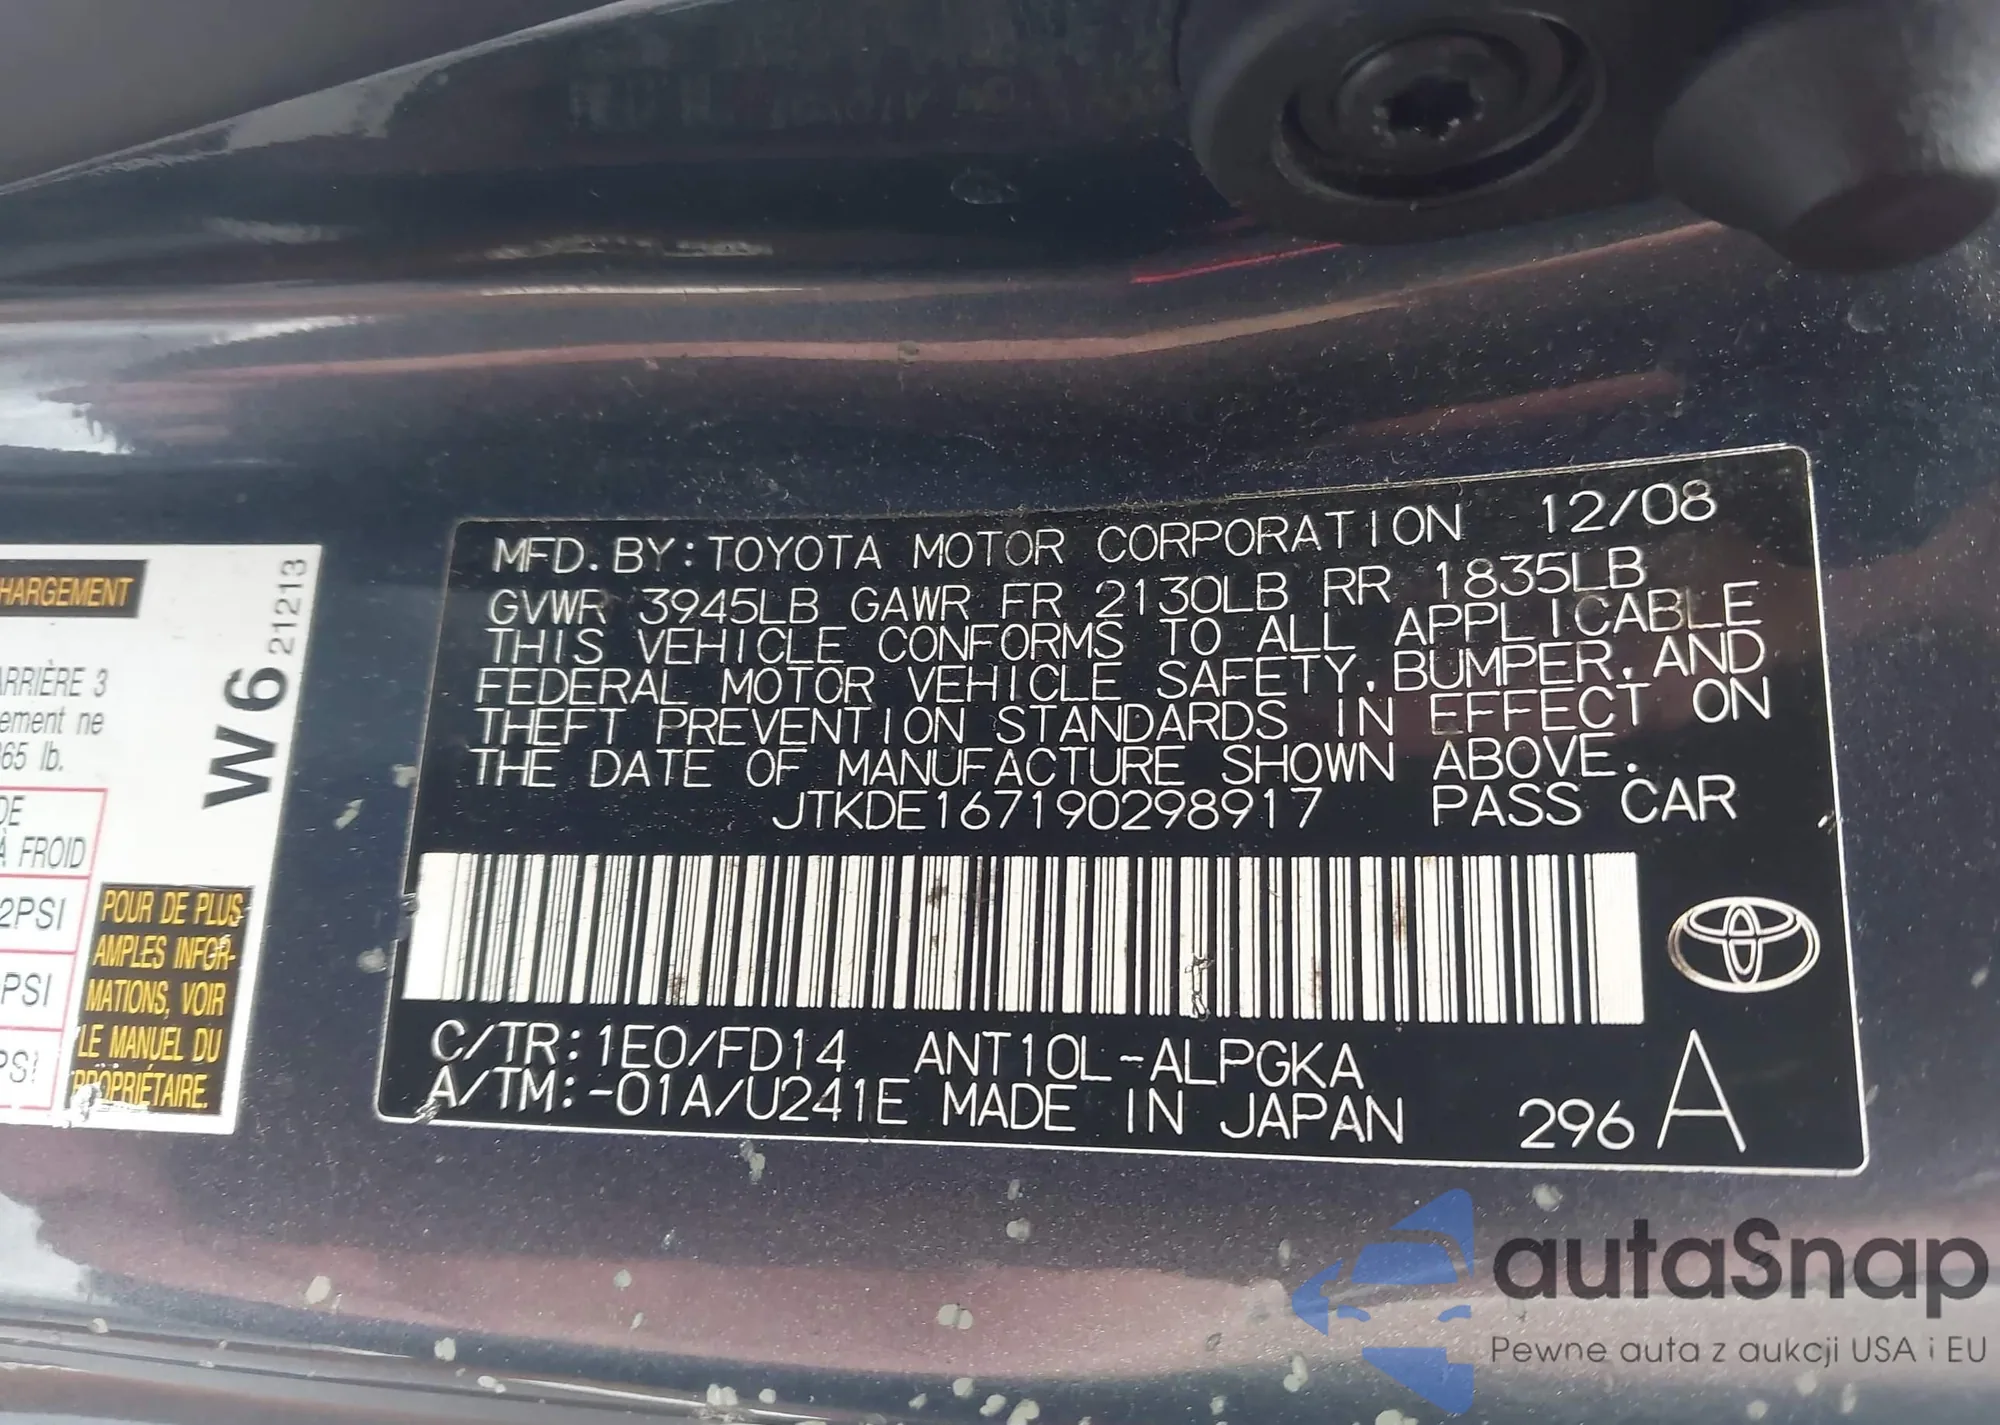 HARGEMENT
W6 21213
ARRIÈRE 3
ement ne
365 lb.
DE
À FROID
2PSI
PSI
PSI
POUR DE PLUS
AMPLES INFOR-
MATIONS, VOIR
LE MANUEL DU
PROPRIÉTAIRE.
MFD. BY: TOYOTA MOTOR CORPORATION 12/08
GVWR 3945LB GAWR FR 2130LB RR 1835LB
THIS VEHICLE CONFORMS TO ALL APPLICABLE
FEDERAL MOTOR VEHICLE SAFETY, BUMPER, AND
THEFT PREVENTION STANDARDS IN EFFECT ON
THE DATE OF MANUFACTURE SHOWN ABOVE.
JTKDE167190298917 PASS CAR
C/TR: 1E0/FD14 ANT10L-ALPGKA
A/TM: -01A/U241E MADE IN JAPAN 296 A
autaSnap
Pewne auta z aukcji USA i EU